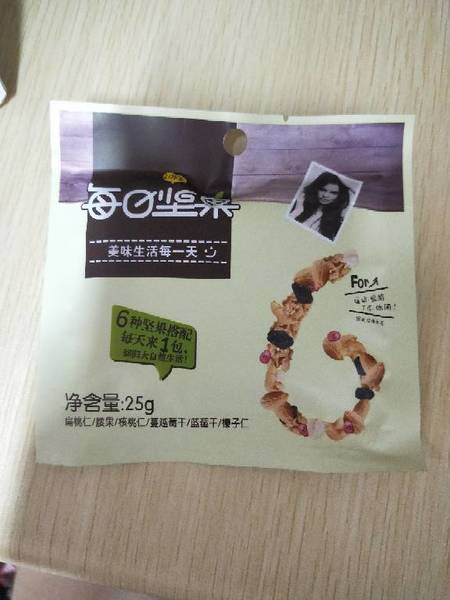 每日坚果
美味生活每一天
For A
6种坚果搭配
每天来1包,
净含量:25g
扁桃仁/腰果/核桃仁/蔓越莓干/蓝莓干/榛子仁